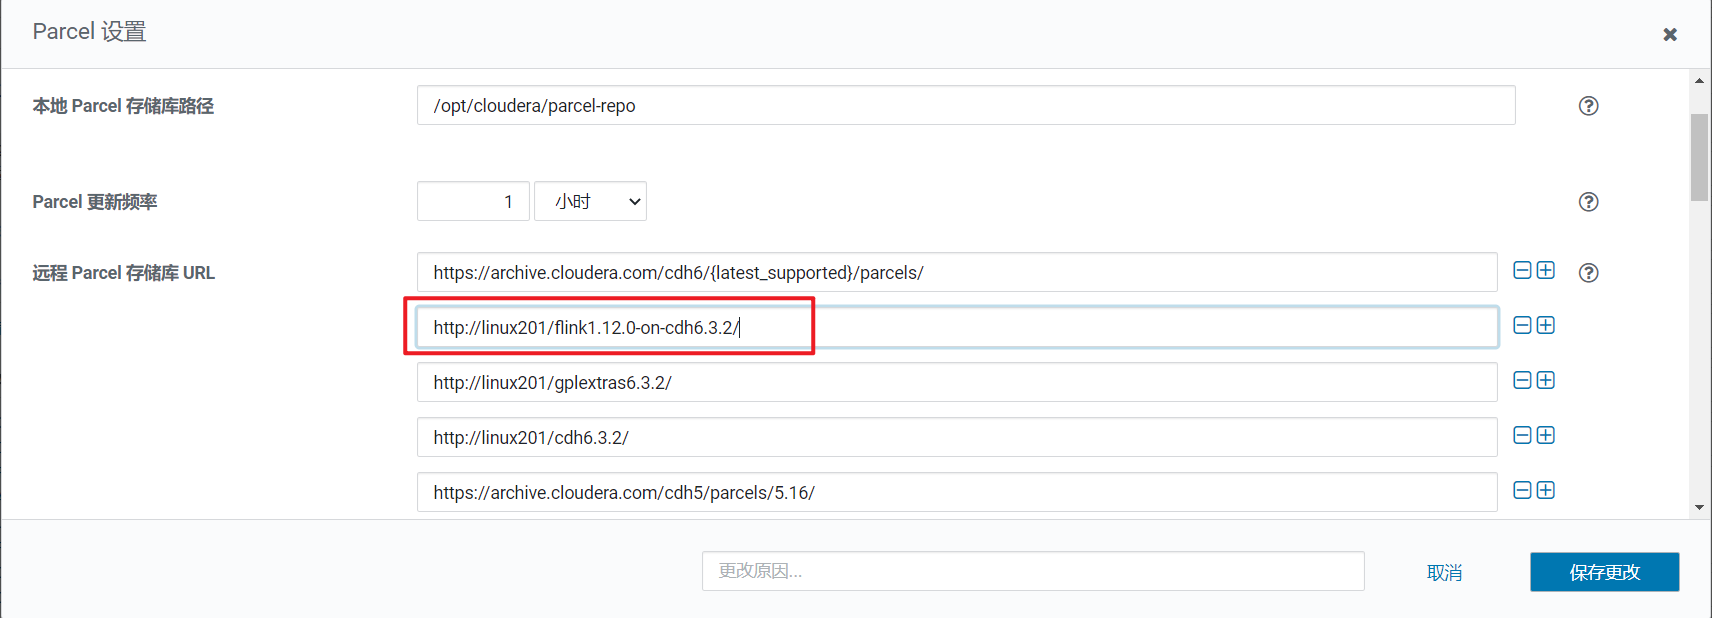 Parcel 设置
本地 Parcel 存储库路径
/opt/cloudera/parcel-repo
Parcel 更新频率
1 小时
远程 Parcel 存储库 URL
https://archive.cloudera.com/cdh6/{latest_supported}/parcels/
http://linux201/flink1.12.0-on-cdh6.3.2/
http://linux201/gplextras6.3.2/
http://linux201/cdh6.3.2/
https://archive.cloudera.com/cdh5/parcels/5.16/
更改原因...
取消
保存更改